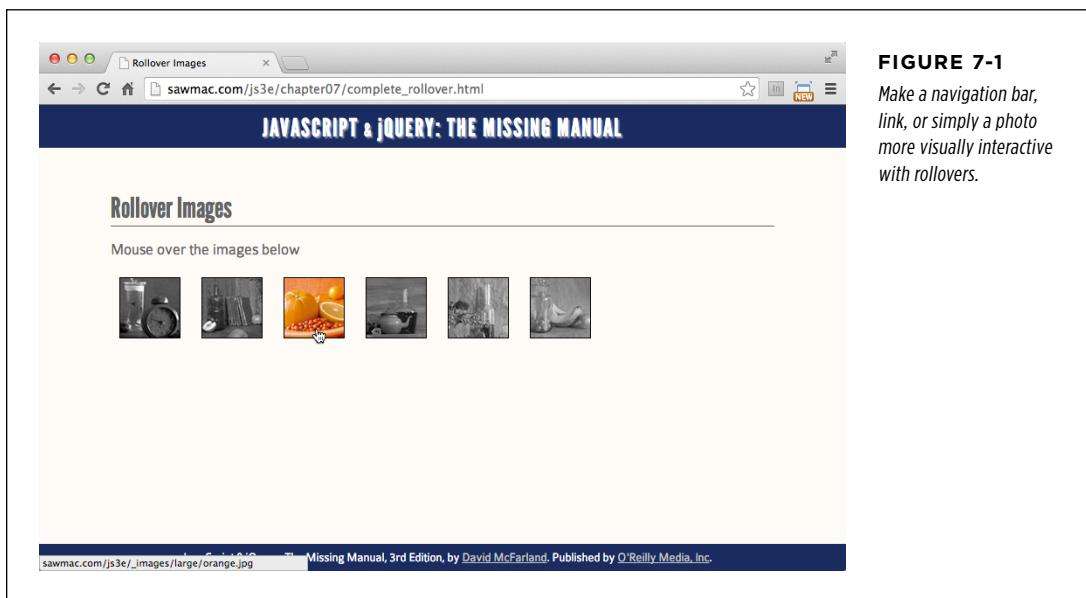 Rollover Images
sawmac.com/js3e/chapter07/complete_rollover.html
NEW
JAVASCRIPT & jQUERY: THE MISSING MANUAL
Rollover Images
Mouse over the images below
Missing Manual, 3rd Edition, by David McFarland. Published by O'Reilly Media, Inc.
sawmac.com/js3e/_images/large/orange.jpg
FIGURE 7-1
Make a navigation bar,
link, or simply a photo
more visually interactive
with rollovers.